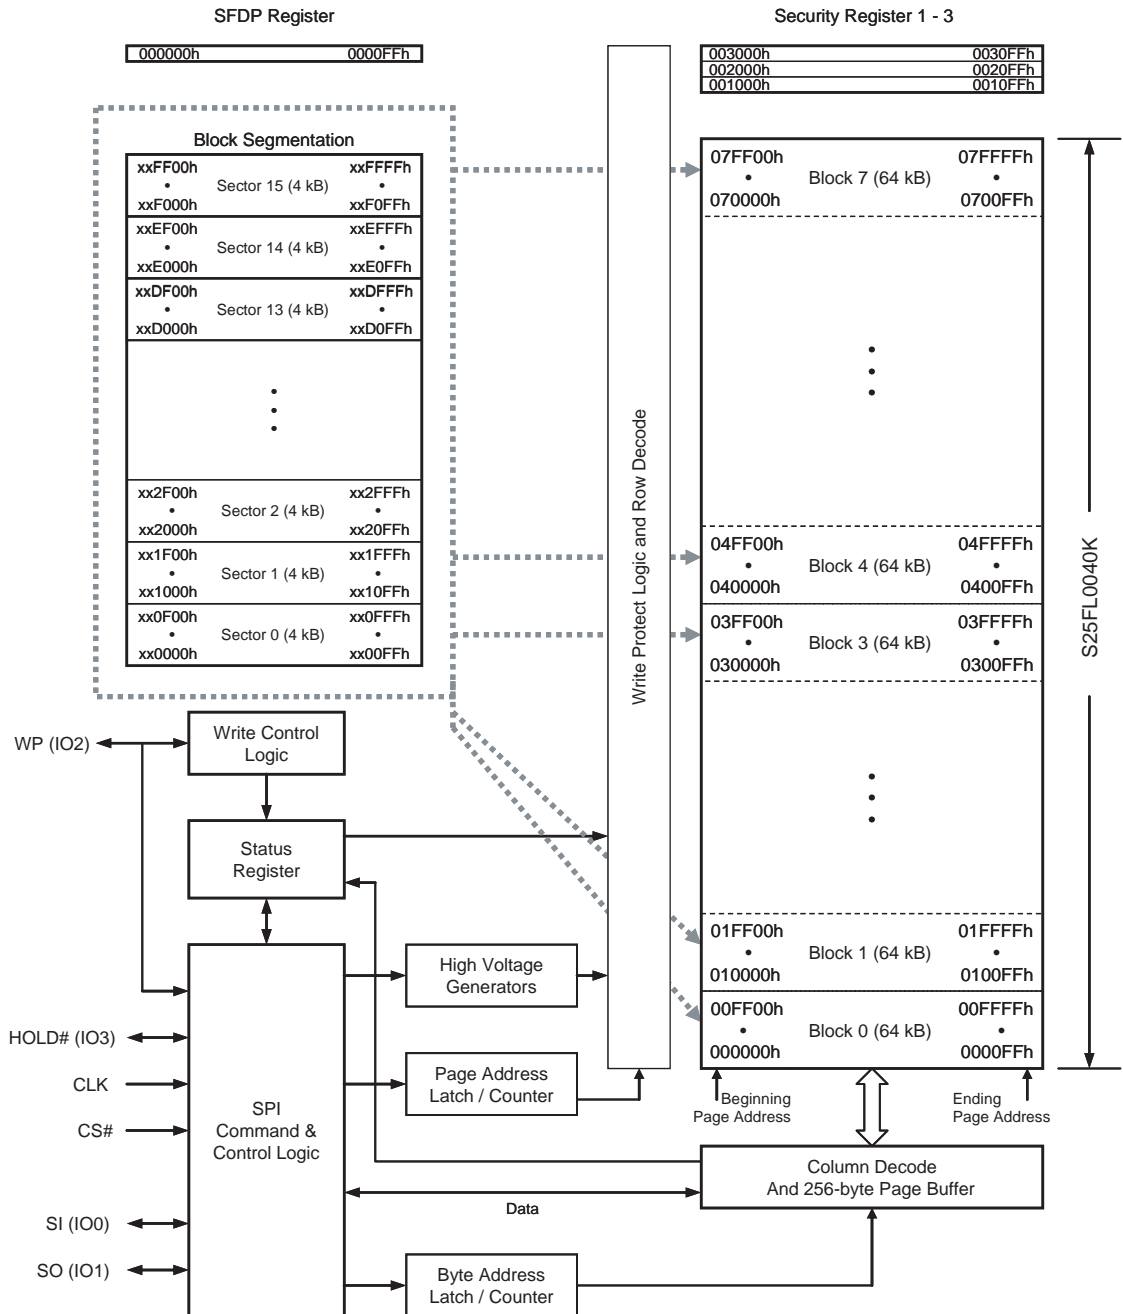 SFDP Register
000000h 0000FFh
Security Register 1 - 3
003000h 0030FFh
002000h 0020FFh
001000h 0010FFh
Block Segmentation
xxFF00h xxFFFFh
Sector 15 (4 kB)
xxF000h xxF0FFh
xxEF00h xxEFFFh
Sector 14 (4 kB)
xxE000h xxE0FFh
xxDF00h xxDFFFh
Sector 13 (4 kB)
xxD000h xxD0FFh
xx2F00h xx2FFFh
Sector 2 (4 kB)
xx2000h xx20FFh
xx1F00h xx1FFFh
Sector 1 (4 kB)
xx1000h xx10FFh
xx0F00h xx0FFFh
Sector 0 (4 kB)
xx0000h xx00FFh
Write Protect Logic and Row Decode
07FF00h 07FFFFh
Block 7 (64 kB)
070000h 0700FFh
04FF00h 04FFFFh
Block 4 (64 kB)
040000h 0400FFh
03FF00h 03FFFFh
Block 3 (64 kB)
030000h 0300FFh
01FF00h 01FFFFh
Block 1 (64 kB)
010000h 0100FFh
00FF00h 00FFFFh
Block 0 (64 kB)
000000h 0000FFh
S25FL0040K
Beginning
Page Address
Ending
Page Address
WP (IO2)
Write Control
Logic
Status
Register
High Voltage
Generators
HOLD# (IO3)
CLK
CS#
SI (IO0)
SO (IO1)
SPI
Command &
Control Logic
Page Address
Latch / Counter
Column Decode
And 256-byte Page Buffer
Data
Byte Address
Latch / Counter